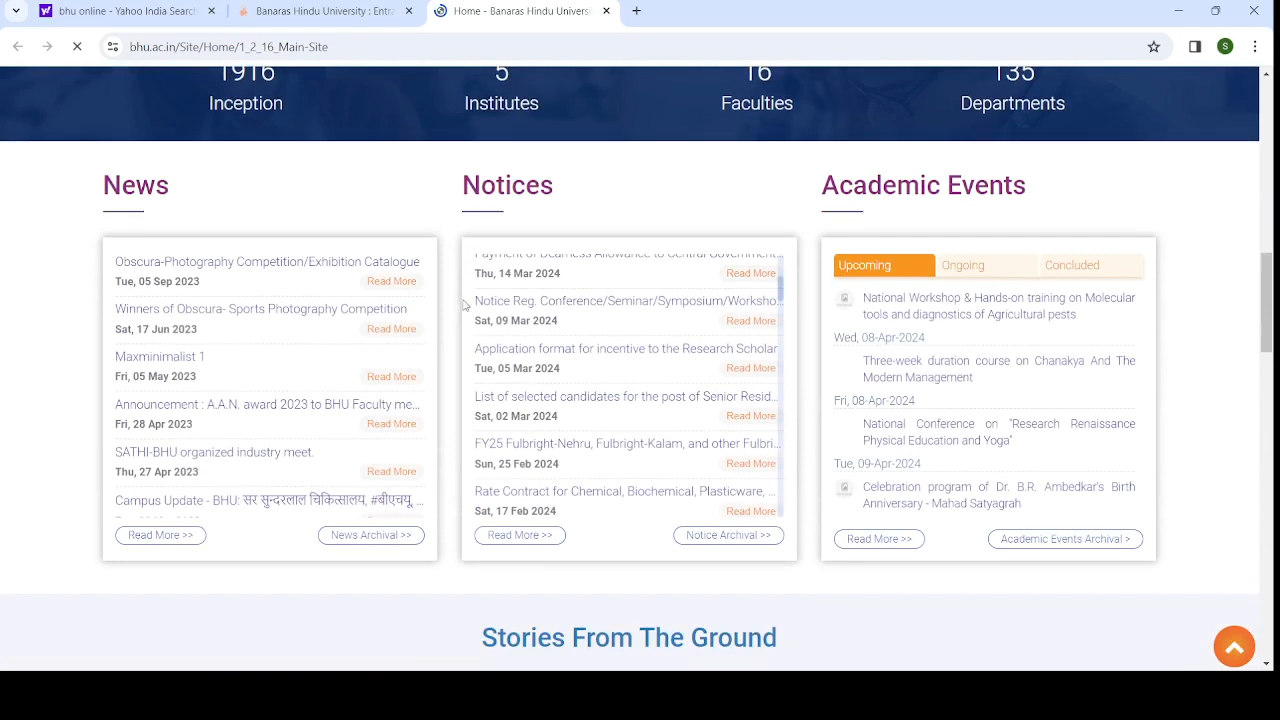 bhu online - Yahoo India Search
Banaras Hindu University : Entra
Home - Banaras Hindu Univers
bhu.ac.in/Site/Home/1_2_16_Main-Site
S
1916
5
16
135
Inception
Institutes
Faculties
Departments
News
Obscura-Photography Competition/Exhibition Catalogue
Tue, 05 Sep 2023
Read More
Winners of Obscura- Sports Photography Competition
Sat, 17 Jun 2023
Read More
Maxminimalist 1
Fri, 05 May 2023
Read More
Announcement : A.A.N. award 2023 to BHU Faculty me...
Fri, 28 Apr 2023
Read More
SATHI-BHU organized industry meet.
Thu, 27 Apr 2023
Read More
Campus Update - BHU: सर सुन्दरलाल चिकित्सालय, #बीएचयू, ...
Read More >>
News Archival >>
Notices
Payment of Dearness Allowance to Central Government...
Thu, 14 Mar 2024
Read More
Notice Reg. Conference/Seminar/Symposium/Worksho...
Sat, 09 Mar 2024
Read More
Application format for incentive to the Research Scholar
Tue, 05 Mar 2024
Read More
List of selected candidates for the post of Senior Resid...
Sat, 02 Mar 2024
Read More
FY25 Fulbright-Nehru, Fulbright-Kalam, and other Fulbri...
Sun, 25 Feb 2024
Read More
Rate Contract for Chemical, Biochemical, Plasticware, ...
Sat, 17 Feb 2024
Read More
Read More >>
Notice Archival >>
Academic Events
Upcoming
Ongoing
Concluded
National Workshop & Hands-on training on Molecular
tools and diagnostics of Agricultural pests
Wed, 08-Apr-2024
Three-week duration course on Chanakya And The
Modern Management
Fri, 08-Apr-2024
National Conference on "Research Renaissance
Physical Education and Yoga"
Tue, 09-Apr-2024
Celebration program of Dr. B.R. Ambedkar's Birth
Anniversary - Mahad Satyagrah
Read More >>
Academic Events Archival >
Stories From The Ground